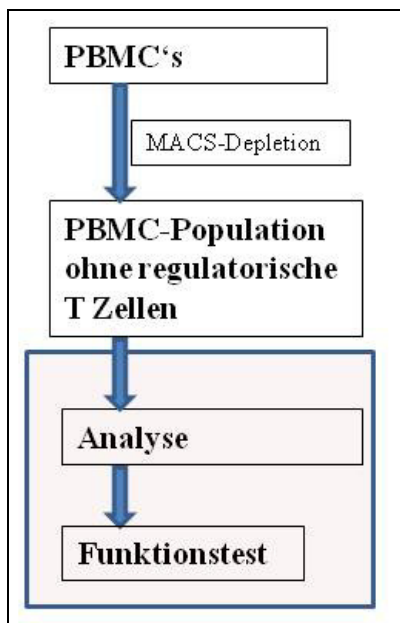 PBMC‘s
MACS-Depletion
PBMC-Population
ohne regulatorische
T Zellen
Analyse
Funktionstest